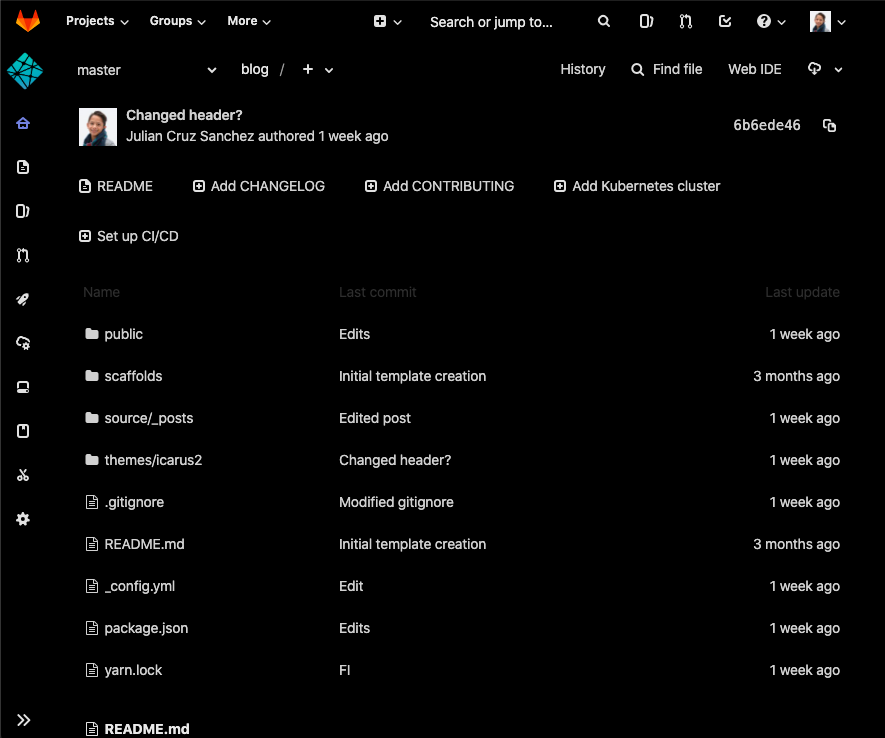 Projects Groups More Search or jump to...
master blog / + History Find file Web IDE
Changed header?
Julian Cruz Sanchez authored 1 week ago
6b6ede46
README Add CHANGELOG Add CONTRIBUTING Add Kubernetes cluster
Set up CI/CD
Name Last commit Last update
public Edits 1 week ago
scaffolds Initial template creation 3 months ago
source/_posts Edited post 1 week ago
themes/icarus2 Changed header? 1 week ago
.gitignore Modified gitignore 1 week ago
README.md Initial template creation 3 months ago
_config.yml Edit 1 week ago
package.json Edits 1 week ago
yarn.lock FI 1 week ago
README.md